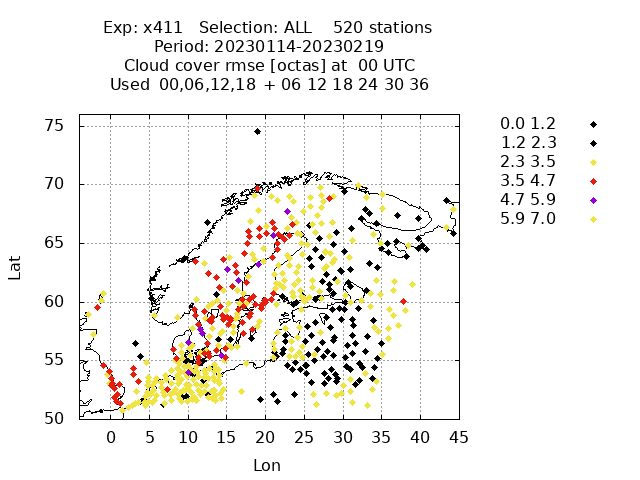 Exp: x411 Selection: ALL 520 stations
Period: 20230114-20230219
Cloud cover rmse [octas] at 00 UTC
Used 00,06,12,18 + 06 12 18 24 30 36
75
70
65
60
55
50
Lat
0 5 10 15 20 25 30 35 40 45
Lon
0.0 1.2
1.2 2.3
2.3 3.5
3.5 4.7
4.7 5.9
5.9 7.0